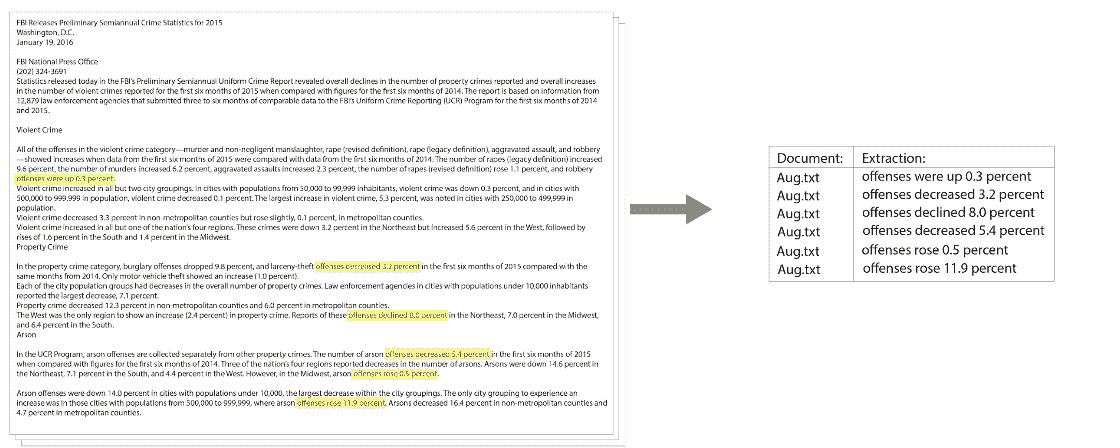 FBI Releases Preliminary Semiannual Crime Statistics for 2015
Washington, D.C.
January 19, 2016
FBI National Press Office
(202) 324-3691
Statistics released today in the FBI's Preliminary Semiannual Uniform Crime Report revealed overall declines in the number of property crimes reported and overall increases
in the number of violent crimes reported for the first six months of 2015 when compared with figures for the first six months of 2014. The report is based on information from
12,879 law enforcement agencies that submitted three to six months of comparable data to the FBI's Uniform Crime Reporting (UCR) Program for the first six months of 2014
and 2015.
Violent Crime
All of the offenses in the violent crime category—murder and non-negligent manslaughter, rape (revised definition), rape (legacy definition), aggravated assault, and robbery
—showed increases when data from the first six months of 2015 were compared with data from the first six months of 2014. The number of rapes (legacy definition) increased
9.6 percent, the number of murders increased 6.2 percent, aggravated assaults increased 2.3 percent, the number of rapes (revised definition) rose 1.1 percent, and robbery
offenses were up 0.3 percent.
Violent crime increased in all but two city groupings. In cities with populations from 50,000 to 99,999 inhabitants, violent crime was down 0.3 percent, and in cities with
500,000 to 999,999 in population, violent crime decreased 0.1 percent. The largest increase in violent crime, 5.3 percent, was noted in cities with 250,000 to 499,999 in
population.
Violent crime decreased 3.3 percent in non-metropolitan counties but rose slightly, 0.1 percent, in metropolitan counties.
Violent crime increased in all but one of the nation's four regions. These crimes were down 3.2 percent in the Northeast but increased 5.6 percent in the West, followed by
rises of 1.6 percent in the South and 1.4 percent in the Midwest.
Property Crime
In the property crime category, burglary offenses dropped 9.8 percent, and larceny-theft offenses decreased 3.2 percent in the first six months of 2015 compared with the
same months from 2014. Only motor vehicle theft showed an increase (1.0 percent).
Each of the city population groups had decreases in the overall number of property crimes. Law enforcement agencies in cities with populations under 10,000 inhabitants
reported the largest decrease, 7.1 percent.
Property crime decreased 12.3 percent in non-metropolitan counties and 6.0 percent in metropolitan counties.
The West was the only region to show an increase (2.4 percent) in property crime. Reports of these offenses declined 8.0 percent in the Northeast, 7.0 percent in the Midwest,
and 6.4 percent in the South.
Arson
In the UCR Program, arson offenses are collected separately from other property crimes. The number of arson offenses decreased 5.4 percent in the first six months of 2015
when compared with figures for the first six months of 2014. Three of the nation's four regions reported decreases in the number of arsons. Arsons were down 14.6 percent in
the Northeast, 7.1 percent in the South, and 4.4 percent in the West. However, in the Midwest, arson offenses rose 0.5 percent.
Arson offenses were down 14.0 percent in cities with populations under 10,000, the largest decrease within the city groupings. The only city grouping to experience an
increase was in those cities with populations from 500,000 to 999,999, where arson offenses rose 11.9 percent. Arsons decreased 16.4 percent in non-metropolitan counties and
4.7 percent in metropolitan counties.
Document: Extraction:
Aug.txt offenses were up 0.3 percent
Aug.txt offenses decreased 3.2 percent
Aug.txt offenses declined 8.0 percent
Aug.txt offenses decreased 5.4 percent
Aug.txt offenses rose 0.5 percent
Aug.txt offenses rose 11.9 percent